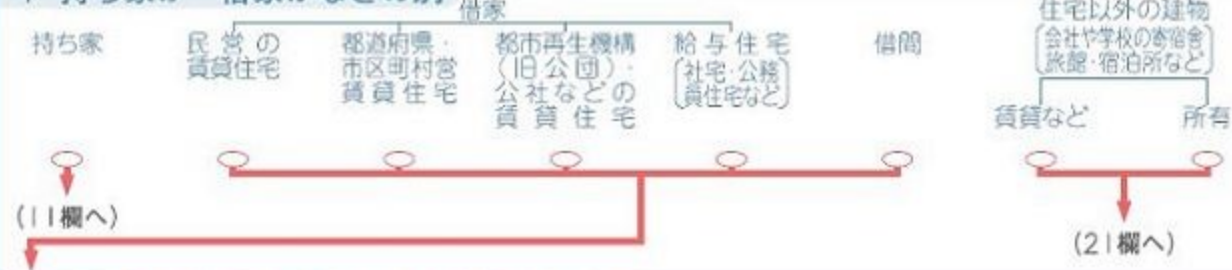 借家
持ち家
民営の
賃貸住宅
都道府県・
市区町村営
賃貸住宅
都市再生機構
(旧公団)・
公社などの
賃貸住宅
給与住宅
社宅・公務
員住宅など
借間
住宅以外の建物
会社や学校の寄宿舎
旅館・宿泊所など
賃貸など
所有
(11欄へ)
(21欄へ)